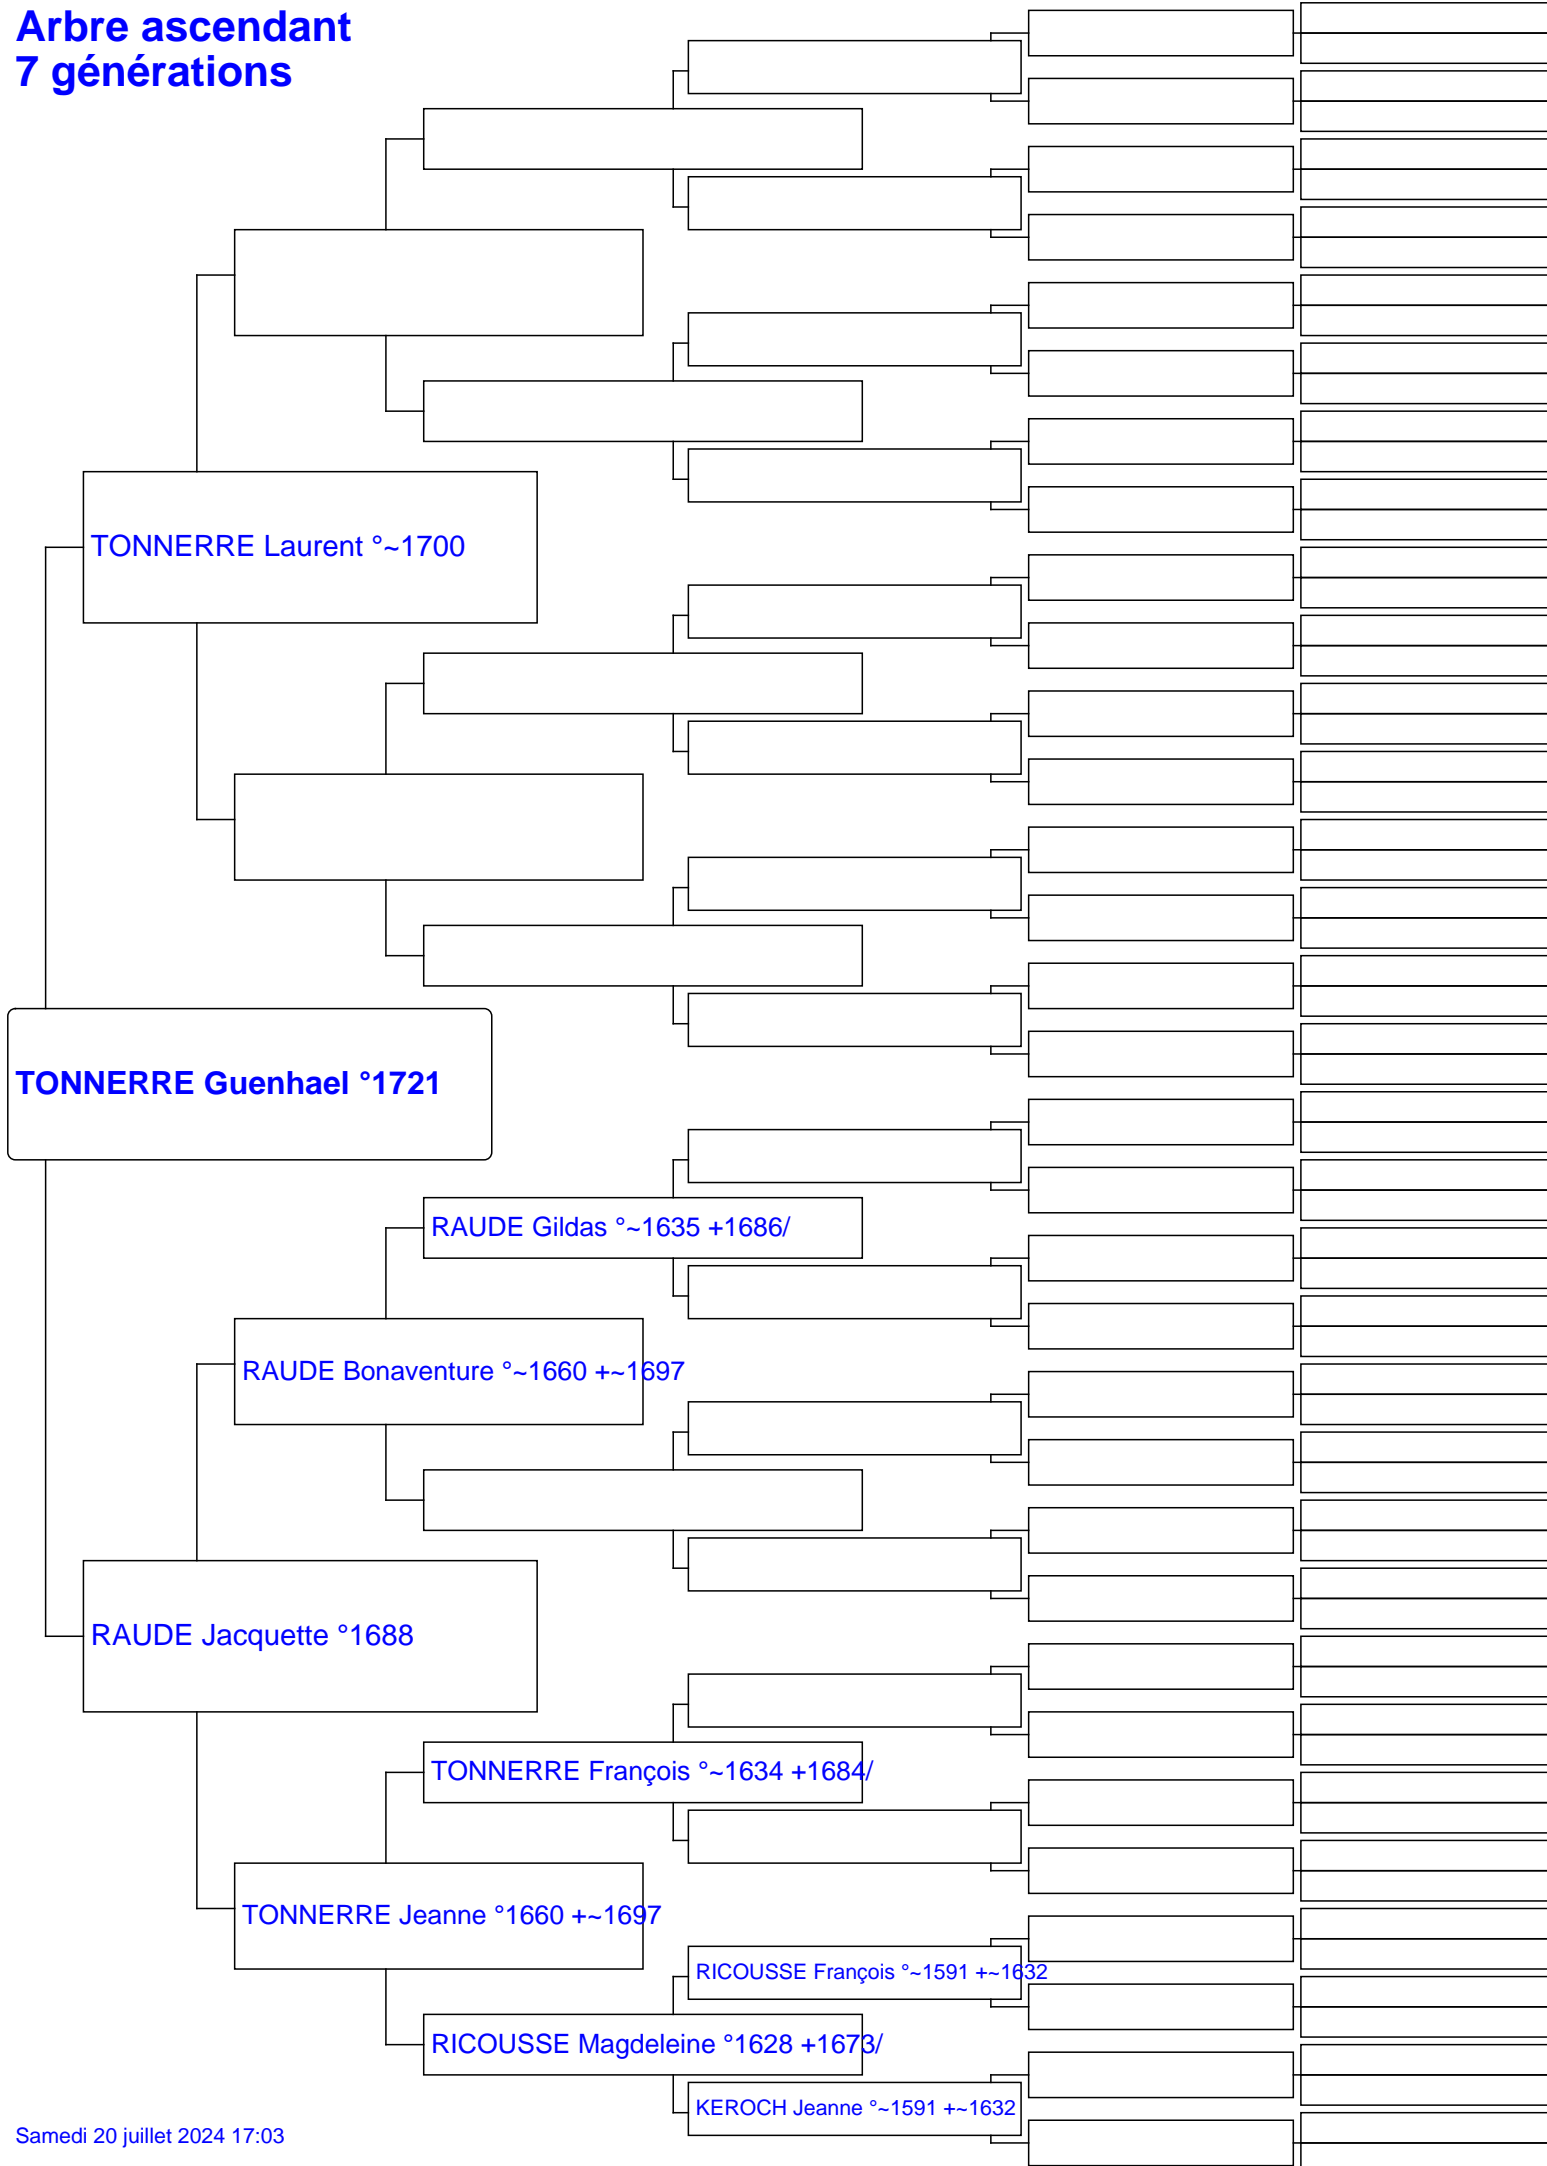 Arbre ascendant
7 générations
TONNERRE Laurent °~1700
TONNERRE Guenhael °1721
RAUDE Gildas °~1635 +1686/
RAUDE Bonaventure °~1660 +~1697
RAUDE Jacquette °1688
TONNERRE François °~1634 +1684/
TONNERRE Jeanne °1660 +~1697
RICOUSSE François °~1591 +~1632
RICOUSSE Magdeleine °1628 +1673/
KEROCH Jeanne °~1591 +~1632
Samedi 20 juillet 2024 17:03